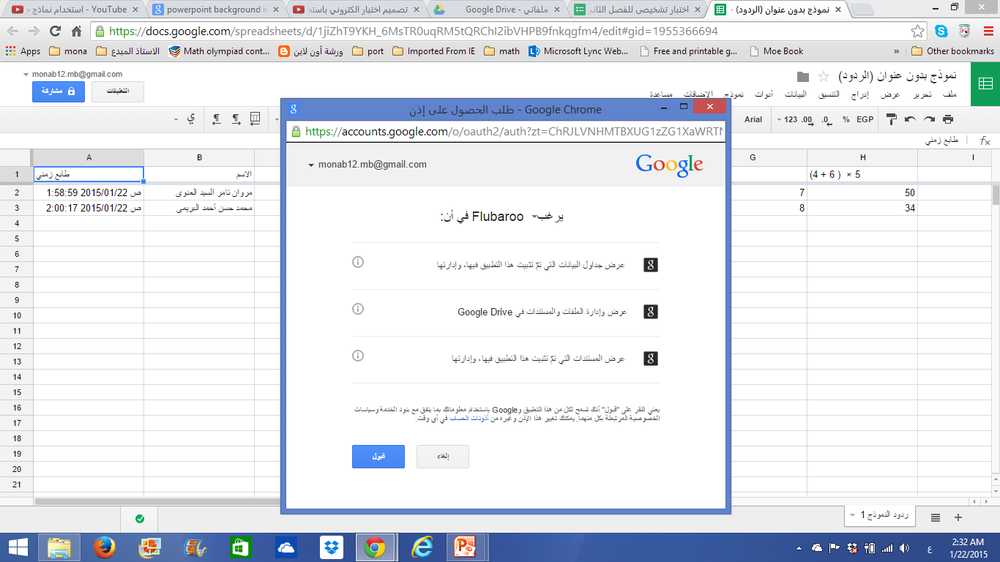 استخدام نماذج - YouTube
powerpoint background i
تصميم اختبار الكتروني باستخ
ملفاتي - Google Drive
اختبار تشخيصى للفصل الثانى
نموذج بدون عنوان (الردود) -
https://docs.google.com/spreadsheets/d/1jiZhT9YKH_6MsTR0uqRM5tQRChI2ibVHPB9fnkqgfm4/edit#gid=1955366694
Apps mona الاستاذ المبدع Math olympiad cont... ورشة أون لاين port Imported From IE math Microsoft Lync Web... Free and printable g... Moe Book » Other bookmarks
monab12.mb@gmail.com
نموذج بدون عنوان (الردود)
مشاركة
التعليقات
ملف تحرير عرض إدراج التنسيق البيانات أدوات نموذج الإضافات مساعدة
ي
Arial 123 .00 .0 % EGP
طابع زمني
fx
A B G H I
1 طابع زمني الاسم (4 + 6 ) × 5
2 1:58:59 2015/01/22 ص مروان تامر السيد العدوى 7 50
3 2:00:17 2015/01/22 ص محمد حسن أحمد البريمى 8 34
4
5
6
7
8
9
10
11
12
13
14
15
16
17
18
19
20
21
طلب الحصول على إذن - Google Chrome
https://accounts.google.com/o/oauth2/auth?zt=ChRJLVNHMTBXUG1zZG1XaWRT
monab12.mb@gmail.com
Google
يرغب Flubaroo في أن:
عرض جداول البيانات التي تمّ تثبيت هذا التطبيق فيها، وإدارتها
عرض وإدارة الملفات والمستندات في Google Drive
عرض المستندات التي تمّ تثبيت هذا التطبيق فيها، وإدارتها
يعني النقر على "قبول" أنك تسمح لكل من هذا التطبيق وGoogle باستخدام معلوماتك بما يتفق مع بنود الخدمة وسياسات
الخصوصية المرتبطة بكل منهما. يمكنك تغيير هذا الإذن وغيره من أذونات الحساب في أي وقت.
قبول
إلغاء
ردود النموذج 1
ع
2:32 AM
1/22/2015